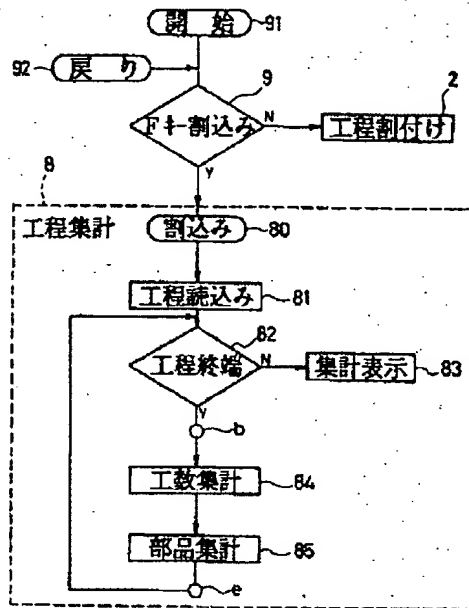 開始 91
92 戻り
9
Fキー割込み N 2
工程割付け
Y
8
工程集計 割込み 80
工程読込み 81
82
工程終端 N 集計表示 83
Y
b
工数集計 84
部品集計 85
e